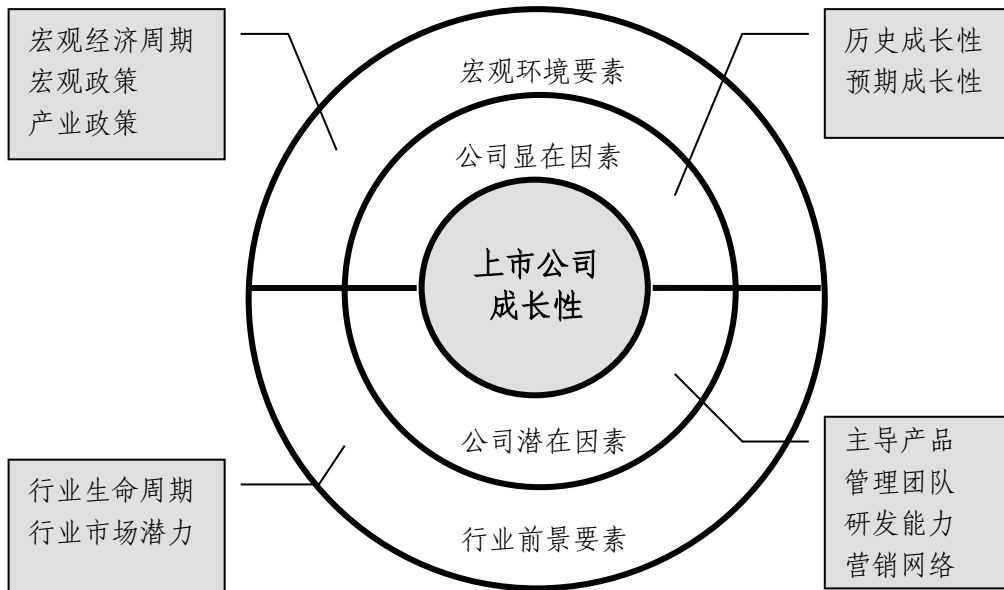 宏观经济周期
宏观政策
产业政策
历史成长性
预期成长性
宏观环境要素
公司显在因素
上市公司
成长性
公司潜在因素
行业前景要素
行业生命周期
行业市场潜力
主导产品
管理团队
研发能力
营销网络